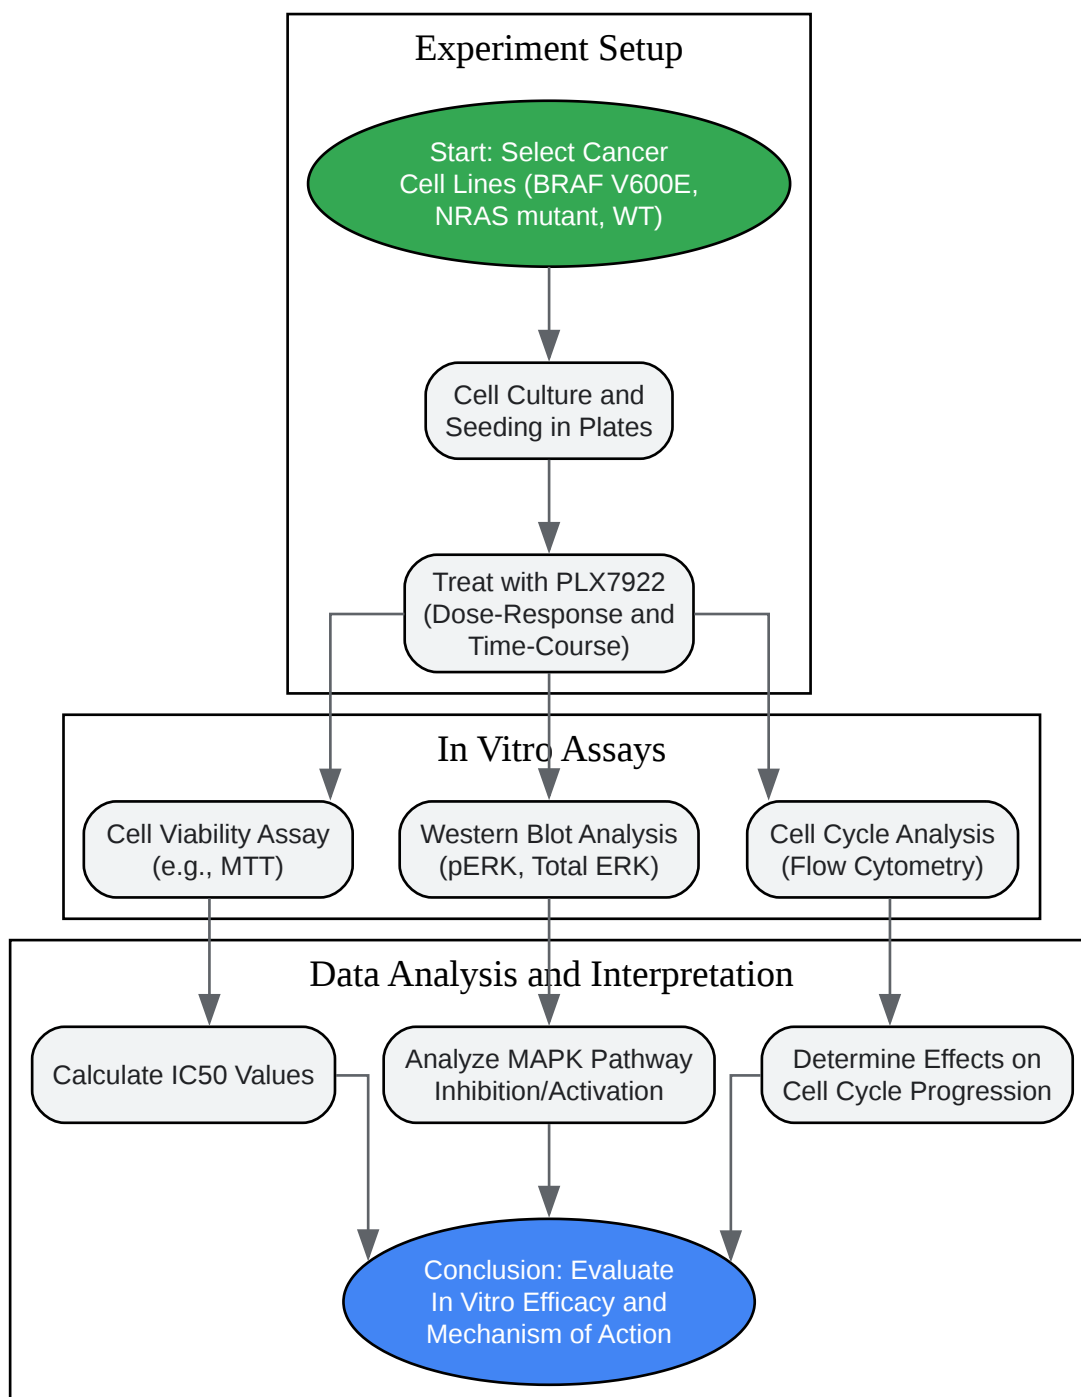 Experiment Setup
Start: Select Cancer
Cell Lines (BRAF V600E,
NRAS mutant, WT)
Cell Culture and
Seeding in Plates
Treat with PLX7922
(Dose-Response and
Time-Course)
In Vitro Assays
Cell Viability Assay
(e.g., MTT)
Western Blot Analysis
(pERK, Total ERK)
Cell Cycle Analysis
(Flow Cytometry)
Data Analysis and Interpretation
Calculate IC50 Values
Analyze MAPK Pathway
Inhibition/Activation
Determine Effects on
Cell Cycle Progression
Conclusion: Evaluate
In Vitro Efficacy and
Mechanism of Action